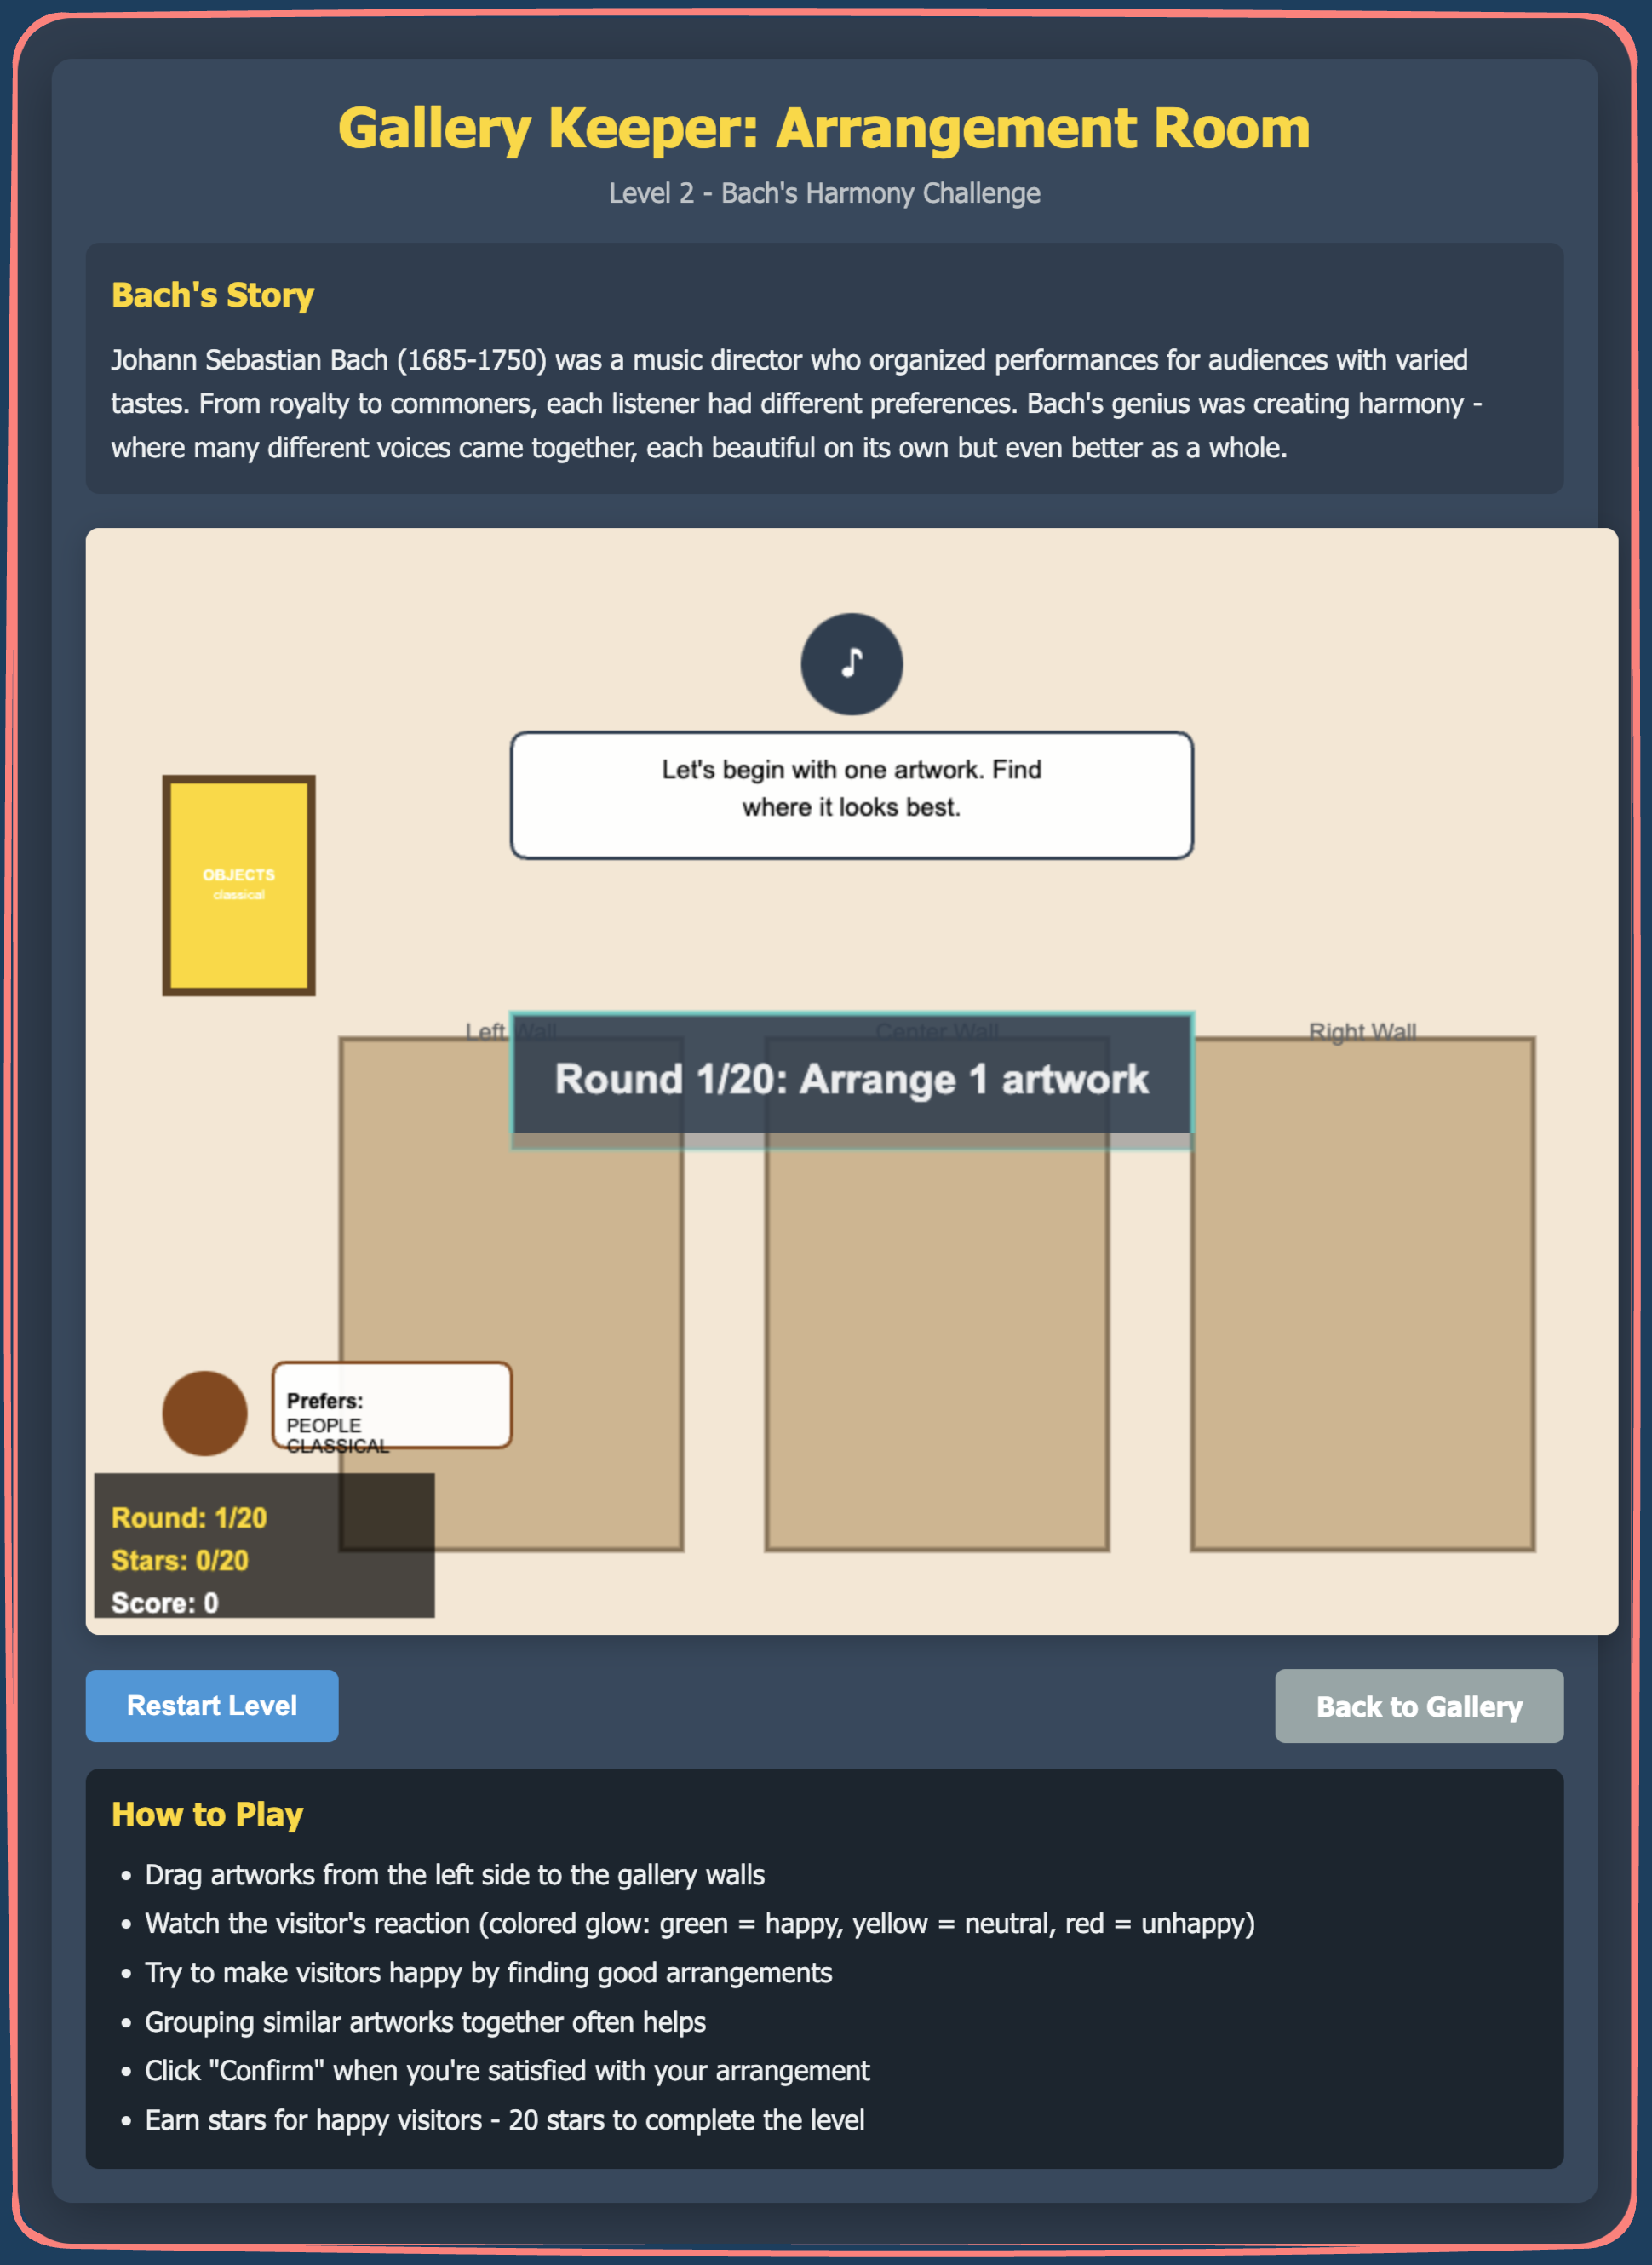 Gallery Keeper: Arrangement Room
Level 2 - Bach's Harmony Challenge
Bach's Story
Johann Sebastian Bach (1685-1750) was a music director who organized performances for audiences with varied
tastes. From royalty to commoners, each listener had different preferences. Bach's genius was creating harmony -
where many different voices came together, each beautiful on its own but even better as a whole.
Let's begin with one artwork. Find
where it looks best.
OBJECTS
classical
Left Wall
Center Wall
Right Wall
Round 1/20: Arrange 1 artwork
Prefers:
PEOPLE
CLASSICAL
Round: 1/20
Stars: 0/20
Score: 0
Restart Level
Back to Gallery
How to Play
• Drag artworks from the left side to the gallery walls
• Watch the visitor's reaction (colored glow: green = happy, yellow = neutral, red = unhappy)
• Try to make visitors happy by finding good arrangements
• Grouping similar artworks together often helps
• Click "Confirm" when you're satisfied with your arrangement
• Earn stars for happy visitors - 20 stars to complete the level